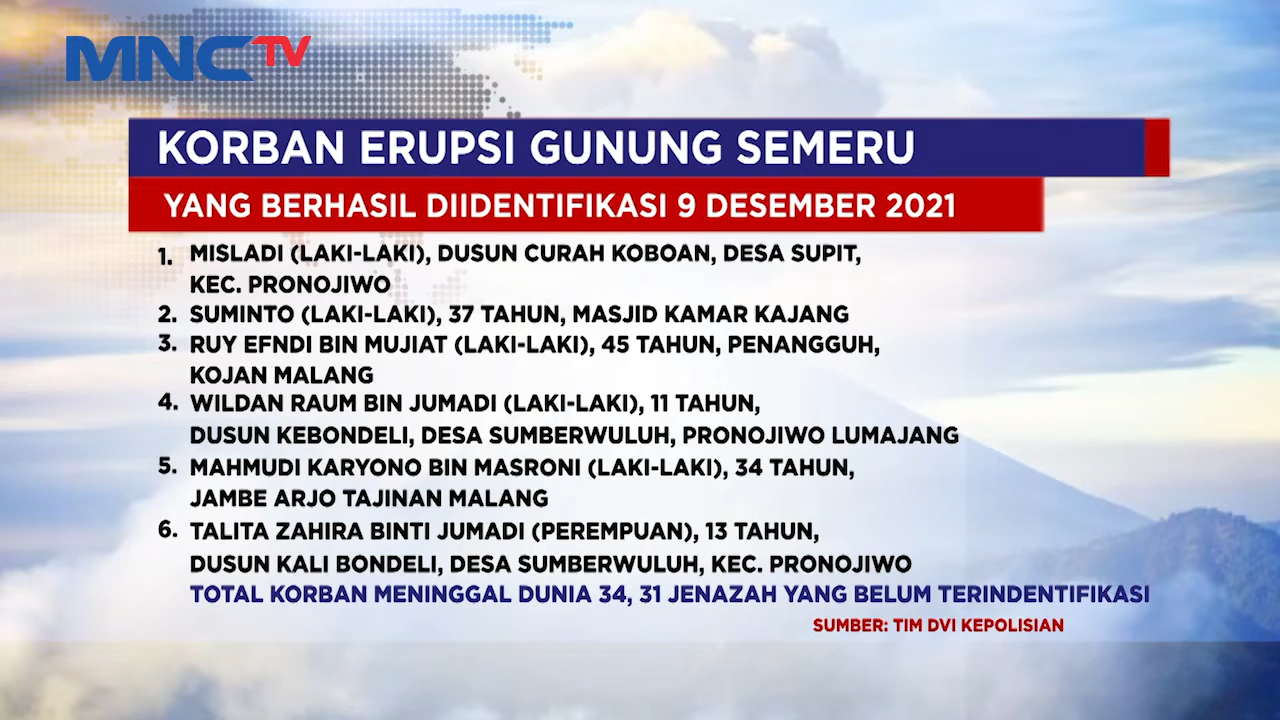 MNCTV
KORBAN ERUPSI GUNUNG SEMERU
YANG BERHASIL DIIDENTIFIKASI 9 DESEMBER 2021
1. MISLADI (LAKI-LAKI), DUSUN CURAH KOBOAN, DESA SUPIT,
KEC. PRONOJIWO
2. SUMINTO (LAKI-LAKI), 37 TAHUN, MASJID KAMAR KAJANG
3. RUY EFNDI BIN MUJIAT (LAKI-LAKI), 45 TAHUN, PENANGGUH,
KOJAN MALANG
4. WILDAN RAUM BIN JUMADI (LAKI-LAKI), 11 TAHUN,
DUSUN KEBONDELI, DESA SUMBERWULUH, PRONOJIWO LUMAJANG
5. MAHMUDI KARYONO BIN MASRONI (LAKI-LAKI), 34 TAHUN,
JAMBE ARJO TAJINAN MALANG
6. TALITA ZAHIRA BINTI JUMADI (PEREMPUAN), 13 TAHUN,
DUSUN KALI BONDELI, DESA SUMBERWULUH, KEC. PRONOJIWO
TOTAL KORBAN MENINGGAL DUNIA 34, 31 JENAZAH YANG BELUM TERINDENTIFIKASI
SUMBER: TIM DVI KEPOLISIAN